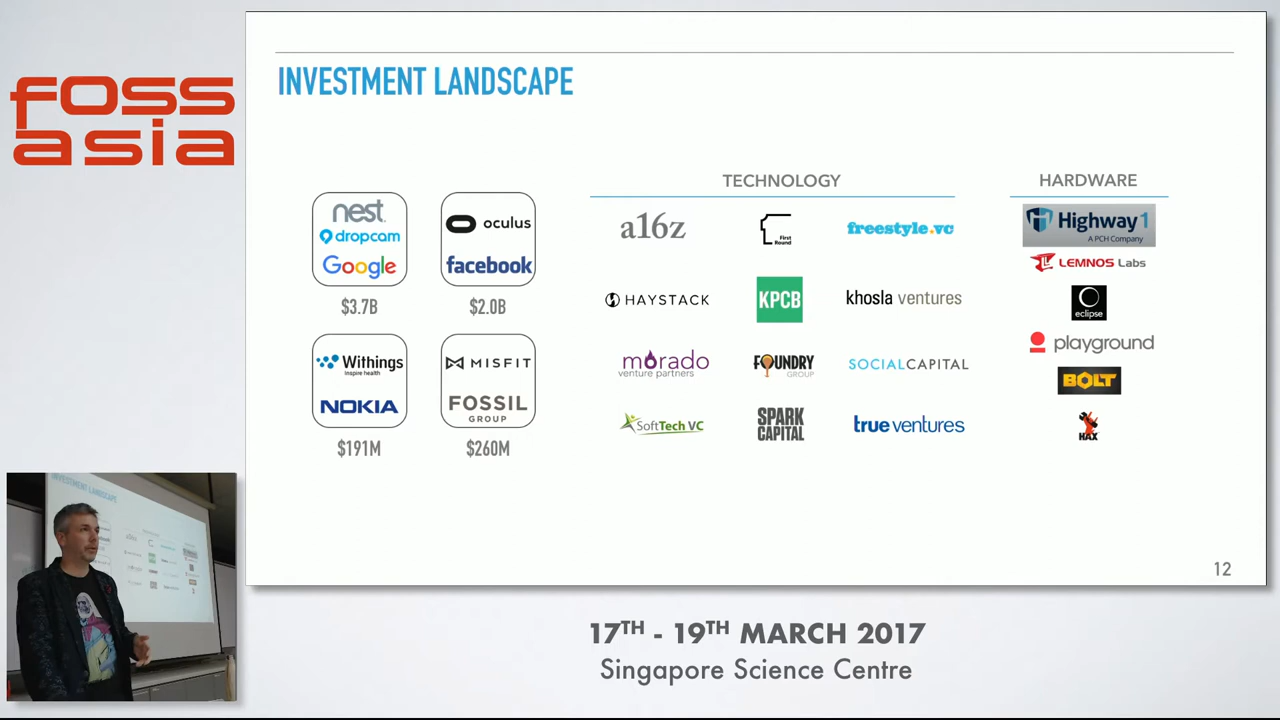 foss
asia
INVESTMENT LANDSCAPE
nest
dropcam
Google
$3.7B
oculus
facebook
$2.0B
Withings
Inspire health
NOKIA
$191M
MISFIT
FOSSIL
GROUP
$260M
TECHNOLOGY
a16z
First
Round
freestyle.vc
HAYSTACK
KPCB
khosla ventures
morado
venture partners
FOUNDRY
GROUP
SOCIALCAPITAL
SoftTech VC
SPARK
CAPITAL
true ventures
HARDWARE
Highway1
A PCH Company
LEMNOS Labs
eclipse
playground
BOLT
HAX
12
INVESTMENT LANDSCAPE
17TH - 19TH MARCH 2017
Singapore Science Centre